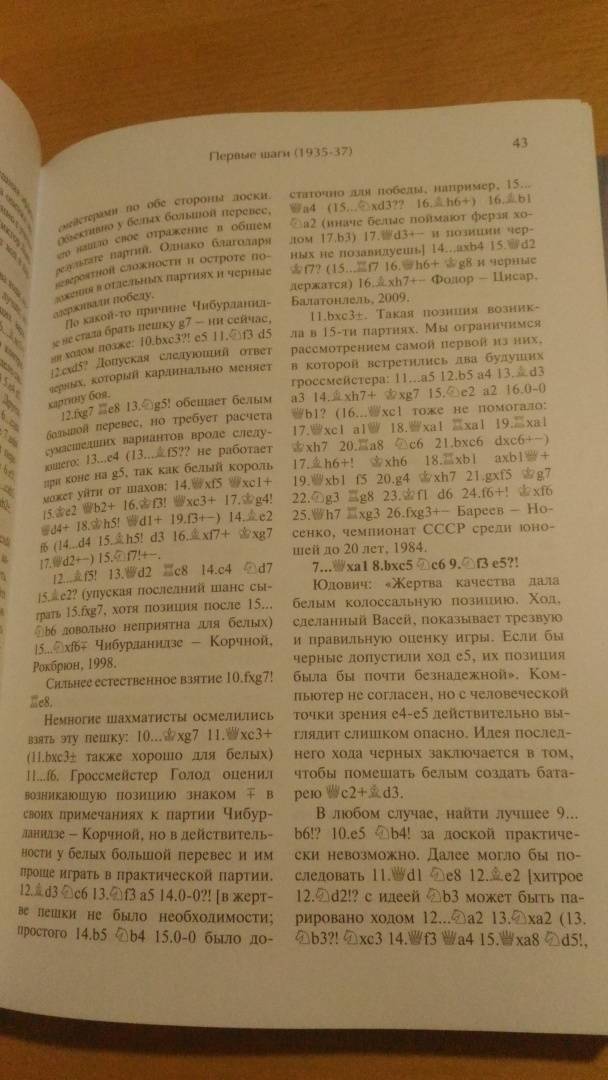 Первые шаги (1935-37)
43
смейстерами по обе стороны доски.
Объективно у белых большой перевес,
что нашло свое отражение в общем
результате партий. Однако благодаря
невероятной сложности и остроте по-
ложения в отдельных партиях и черные
одерживали победу.
По какой-то причине Чибурданид-
зе не стала брать пешку g7 – ни сейчас,
ни ходом позже: 10.bxc3?! e5 11.♘f3 d5
12.cxd5? Допуская следующий ответ
черных, который кардинально меняет
картину боя.
12.fxg7 ♖e8 13.♘g5! обещает белым
большой перевес, но требует расчета
сумасшедших вариантов вроде следу-
ющего: 13...e4 (13...♗f5?? не работает
при коне на g5, так как белый король
может уйти от шахов: 14.♕xf5 ♕xc1+
15.♔e2 ♕b2+ 16.♔f3! ♕xc3+ 17.♔g4!
♕d4+ 18.♔h5! ♕d1+ 19.f3+–) 14.♗e2
f6 (14...d4 15.♗h5! d3 16.♗xf7+ ♔xg7
17.♕d2+–) 15.♘f7!+–.
12...♗f5! 13.♕d2 ♖c8 14.c4 ♘d7
15.♗e2? (упуская последний шанс сы-
грать 15.fxg7, хотя позиция после 15...
♘b6 довольно неприятна для белых)
15...♘xf6∓ Чибурданидзе – Корчной,
Рокбрюн, 1998.
Сильнее естественное взятие 10.fxg7!
♖e8.
Немногие шахматисты осмелились
взять эту пешку: 10...♔xg7 11.♕xc3+
(11.bxc3± также хорошо для белых)
11...f6. Гроссмейстер Голод оценил
возникающую позицию знаком ∓ в
своих примечаниях к партии Чибур-
данидзе – Корчной, но в действитель-
ности у белых большой перевес и им
проще играть в практической партии.
12.♗d3 ♘c6 13.♘f3 a5 14.0-0?! [в жерт-
ве пешки не было необходимости;
простого 14.b5 ♘b4 15.0-0 было до-
статочно для победы, например, 15...
♕a4 (15...♘xd3?? 16.♗h6+) 16.♗b1
♘a2 (иначе белые поймают ферзя хо-
дом 17.b3) 17.♕d3+– и позиции чер-
ных не позавидуешь] 14...axb4 15.♕d2
♔f7? (15...♖f7 16.♕h6+ ♔g8 и черные
держатся) 16.♗xh7+– Фодор – Цисар,
Балатонлель, 2009.
11.bxc3±. Такая позиция возник-
ла в 15-ти партиях. Мы ограничимся
рассмотрением самой первой из них,
в которой встретились два будущих
гроссмейстера: 11...a5 12.b5 a4 13.♗d3
a3 14.♗xh7+ ♔xg7 15.♘e2 a2 16.0-0
♕b1? (16...♕xc1 тоже не помогало:
17.♕xc1 a1♕ 18.♕xa1 ♖xa1 19.♖xa1
♔xh7 20.♖a8 ♘c6 21.bxc6 dxc6+–)
17.♗h6+! ♔xh6 18.♖xb1 axb1♕+
19.♕xb1 f5 20.g4 ♔xh7 21.gxf5 ♔g7
22.♘g3 ♖g8 23.♔f1 d6 24.f6+! ♔xf6
25.♕h7 ♖xg3 26.fxg3+– Бареев – Но-
сенко, чемпионат СССР среди юно-
шей до 20 лет, 1984.
7...♕xa1 8.bxc5 ♘c6 9.♘f3 e5?!
Юдович: «Жертва качества дала
белым колоссальную позицию. Ход,
сделанный Васей, показывает трезвую
и правильную оценку игры. Если бы
черные допустили ход e5, их позиция
была бы почти безнадежной». Ком-
пьютер не согласен, но с человеческой
точки зрения e4-e5 действительно вы-
глядит слишком опасно. Идея послед-
него хода черных заключается в том,
чтобы помешать белым создать бата-
рею ♕c2+♗d3.
В любом случае, найти лучшее 9...
b6!? 10.e5 ♘b4! за доской практиче-
ски невозможно. Далее могло бы по-
следовать 11.♕d1 ♘e8 12.♗e2 [хитрое
12.♘d2!? с идеей ♘b3 может быть па-
рировано ходом 12...♘a2 13.♘xa2 (13.
♘b3?! ♘xc3 14.♕f3 ♕a4 15.♕xa8 ♘d5!,